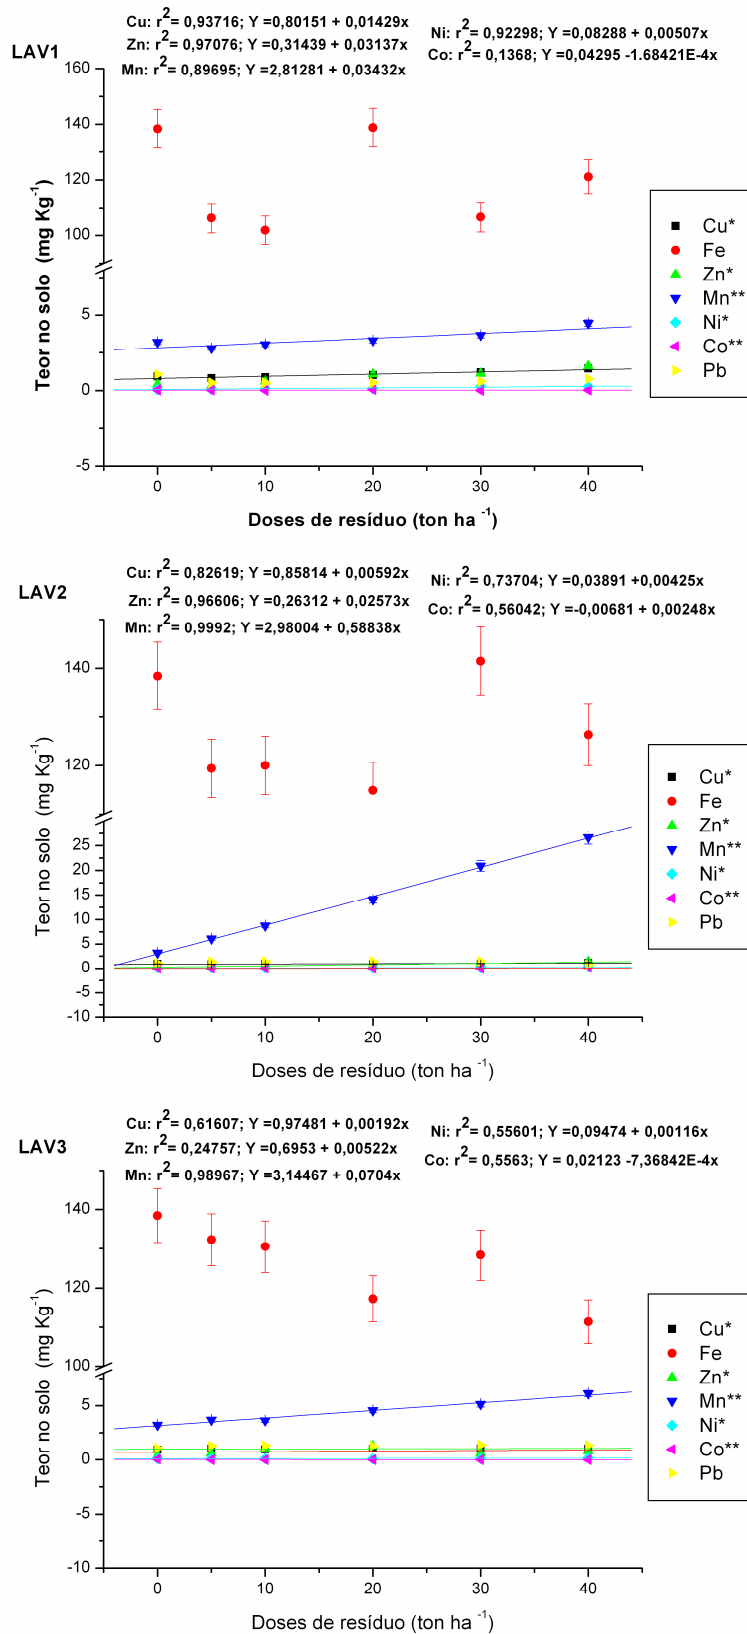 LAV1
Cu: r²= 0,93716; Y =0,80151 + 0,01429x
Zn: r²= 0,97076; Y =0,31439 + 0,03137x
Mn: r²= 0,89695; Y =2,81281 + 0,03432x
Ni: r²= 0,92298; Y =0,08288 + 0,00507x
Co: r²= 0,1368; Y =0,04295 -1.68421E-4x
160
140
120
100
5
0
-5
Teor no solo (mg Kg⁻¹)
0 10 20 30 40
Doses de resíduo (ton ha ⁻¹)
Cu*
Fe
Zn*
Mn**
Ni*
Co**
Pb
LAV2
Cu: r²= 0,82619; Y =0,85814 + 0,00592x
Zn: r²= 0,96606; Y =0,26312 + 0,02573x
Mn: r²= 0,9992; Y =2,98004 + 0,58838x
Ni: r²= 0,73704; Y =0,03891 +0,00425x
Co: r²= 0,56042; Y=-0,00681 + 0,00248x
140
120
25
20
15
10
5
0
-5
-10
Teor no solo (mg Kg⁻¹)
0 10 20 30 40
Doses de resíduo (ton ha ⁻¹)
Cu*
Fe
Zn*
Mn**
Ni*
Co**
Pb
LAV3
Cu: r²= 0,61607; Y =0,97481 + 0,00192x
Zn: r²= 0,24757; Y =0,6953 + 0,00522x
Mn: r²= 0,98967; Y=3,14467 + 0,0704x
Ni: r²= 0,55601; Y =0,09474 + 0,00116x
Co: r²= 0,5563; Y = 0,02123 -7,36842E-4x
140
120
100
5
0
-5
-10
Teor no solo (mg Kg⁻¹)
0 10 20 30 40
Doses de resíduo (ton ha ⁻¹)
Cu*
Fe
Zn*
Mn**
Ni*
Co**
Pb